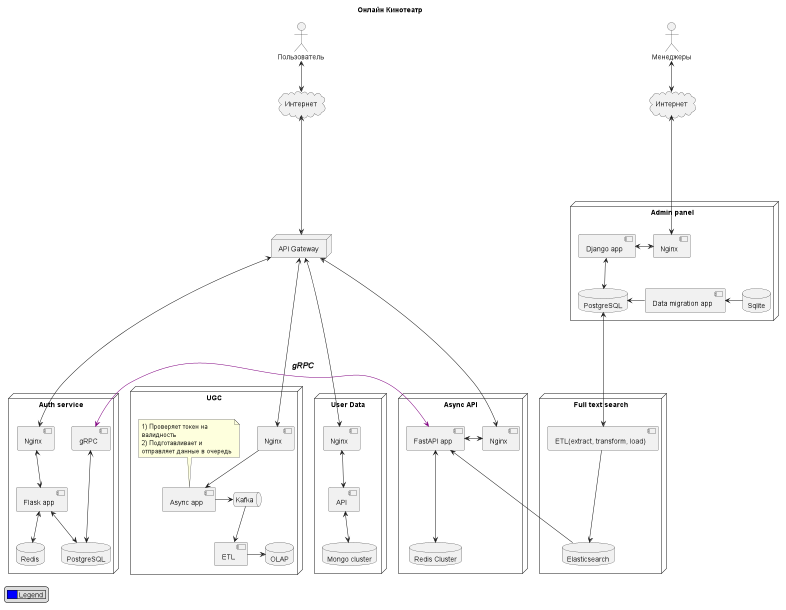 Онлайн Кинотеатр
Пользователь
Менеджеры
Интернет
Интернет
Admin panel
API Gateway
Django app
Nginx
PostgreSQL
Data migration app
Sqlite
gRPC
Auth service
UGC
User Data
Async API
Full text search
Nginx
gRPC
1) Проверяет токен на
валидность
2) Подготавливает и
отправляет данные в очередь
Nginx
Nginx
FastAPI app
Nginx
ETL(extract, transform, load)
Flask app
Async app
Kafka
API
Redis
PostgreSQL
ETL
OLAP
Mongo cluster
Redis Cluster
Elasticsearch
Legend